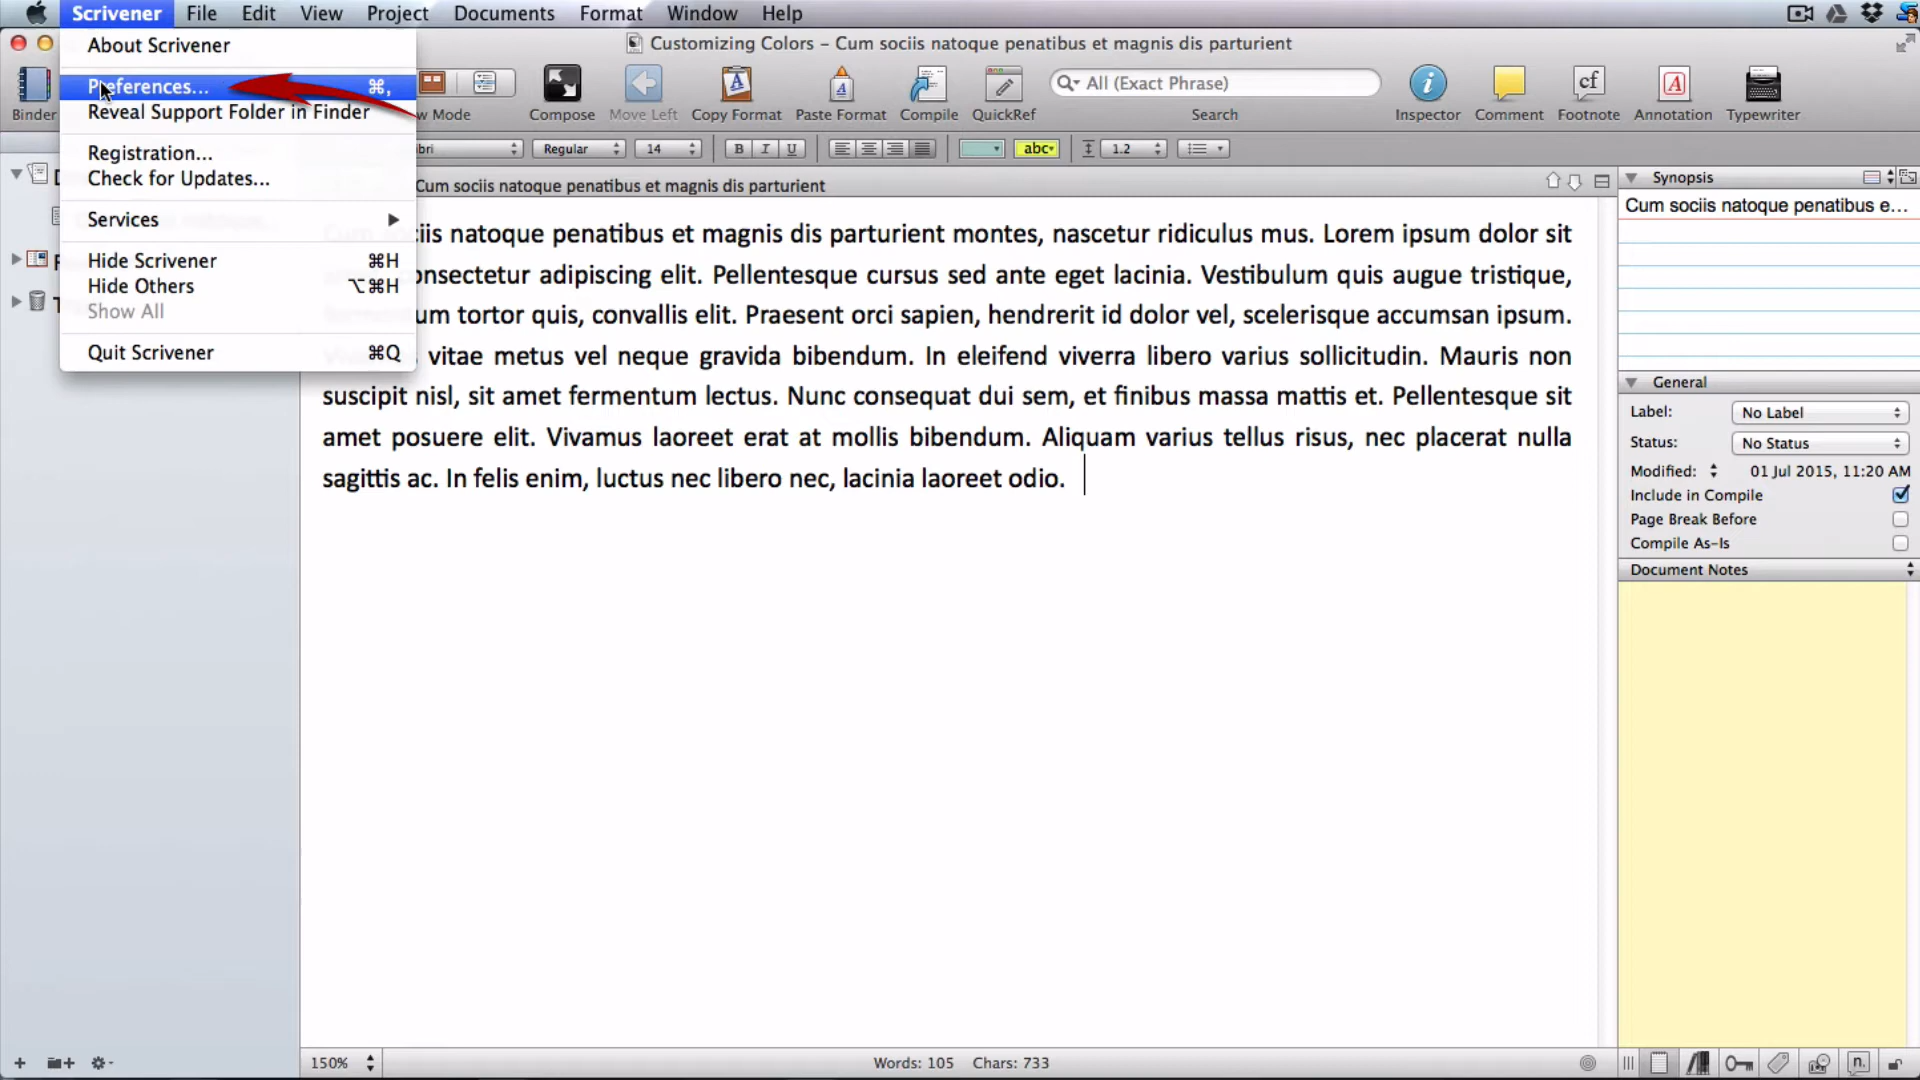 Scrivener File Edit View Project Documents Format Window Help
About Scrivener
Customizing Colors – Cum sociis natoque penatibus et magnis dis parturient
Preferences... ⌘,
All (Exact Phrase)
Reveal Support Folder in Finder
Binder Compose Move Left Copy Format Paste Format Compile QuickRef Search Inspector Comment Footnote Annotation Typewriter
Mode
Registration...
Regular 14 B I U abc 1.2
Check for Updates...
Cum sociis natoque penatibus et magnis dis parturient
Synopsis
Cum sociis natoque penatibus e...
Services
Hide Scrivener ⌘H
Hide Others ⌥⌘H
Show All
Quit Scrivener ⌘Q
natoque penatibus et magnis dis parturient montes, nascetur ridiculus mus. Lorem ipsum dolor sit
onsectetur adipiscing elit. Pellentesque cursus sed ante eget lacinia. Vestibulum quis augue tristique,
um tortor quis, convallis elit. Praesent orci sapien, hendrerit id dolor vel, scelerisque accumsan ipsum.
vitae metus vel neque gravida bibendum. In eleifend viverra libero varius sollicitudin. Mauris non
suscipit nisl, sit amet fermentum lectus. Nunc consequat dui sem, et finibus massa mattis et. Pellentesque sit
amet posuere elit. Vivamus laoreet erat at mollis bibendum. Aliquam varius tellus risus, nec placerat nulla
sagittis ac. In felis enim, luctus nec libero nec, lacinia laoreet odio.
General
Label: No Label
Status: No Status
Modified: 01 Jul 2015, 11:20 AM
Include in Compile
Page Break Before
Compile As-Is
Document Notes
150% Words: 105 Chars: 733